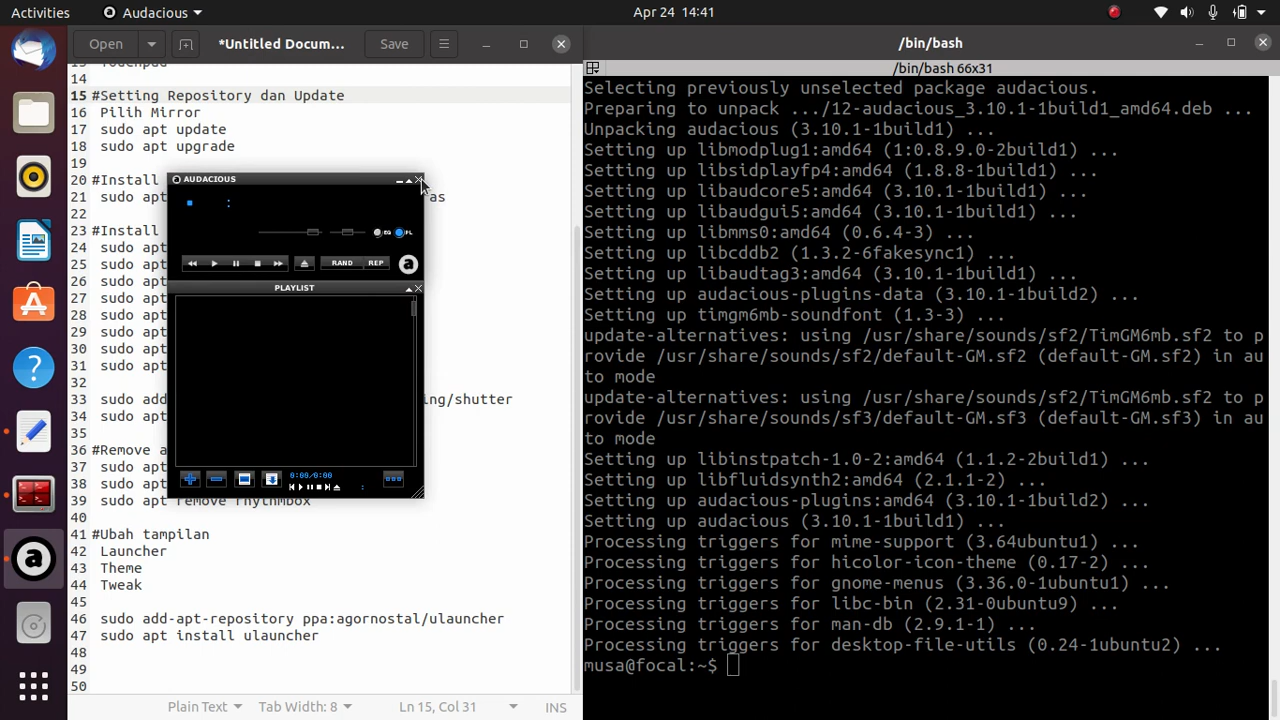 Activities
Audacious
Apr 24 14:41
Open
*Untitled Docum...
Save
14
15 #Setting Repository dan Update
16 Pilih Mirror
17 sudo apt update
18 sudo apt upgrade
19
20 #Install
21 sudo apt as
22
23 #Install
24 sudo apt
25 sudo apt
26 sudo apt
27 sudo apt
28 sudo apt
29 sudo apt
30 sudo apt
31 sudo apt
32
33 sudo add ing/shutter
34 sudo apt
35
36 #Remove a
37 sudo apt
38 sudo apt
39 sudo apt remove rhythmbox
40
41 #Ubah tampilan
42 Launcher
43 Theme
44 Tweak
45
46 sudo add-apt-repository ppa:agornostal/ulauncher
47 sudo apt install ulauncher
48
49
50
Plain Text
Tab Width: 8
Ln 15, Col 31
INS
AUDACIOUS
:
EQ
PL
RAND
REP
a
PLAYLIST
0:00/0:00
:
/bin/bash
/bin/bash 66x31
Selecting previously unselected package audacious.
Preparing to unpack .../12-audacious_3.10.1-1build1_amd64.deb ...
Unpacking audacious (3.10.1-1build1) ...
Setting up libmodplug1:amd64 (1:0.8.9.0-2build1) ...
Setting up libsidplayfp4:amd64 (1.8.8-1build1) ...
Setting up libaudcore5:amd64 (3.10.1-1build1) ...
Setting up libaudgui5:amd64 (3.10.1-1build1) ...
Setting up libmms0:amd64 (0.6.4-3) ...
Setting up libcddb2 (1.3.2-6fakesync1) ...
Setting up libaudtag3:amd64 (3.10.1-1build1) ...
Setting up audacious-plugins-data (3.10.1-1build2) ...
Setting up timgm6mb-soundfont (1.3-3) ...
update-alternatives: using /usr/share/sounds/sf2/TimGM6mb.sf2 to p
rovide /usr/share/sounds/sf2/default-GM.sf2 (default-GM.sf2) in au
to mode
update-alternatives: using /usr/share/sounds/sf2/TimGM6mb.sf2 to p
rovide /usr/share/sounds/sf3/default-GM.sf3 (default-GM.sf3) in au
to mode
Setting up libinstpatch-1.0-2:amd64 (1.1.2-2build1) ...
Setting up libfluidsynth2:amd64 (2.1.1-2) ...
Setting up audacious-plugins:amd64 (3.10.1-1build2) ...
Setting up audacious (3.10.1-1build1) ...
Processing triggers for mime-support (3.64ubuntu1) ...
Processing triggers for hicolor-icon-theme (0.17-2) ...
Processing triggers for gnome-menus (3.36.0-1ubuntu1) ...
Processing triggers for libc-bin (2.31-0ubuntu9) ...
Processing triggers for man-db (2.9.1-1) ...
Processing triggers for desktop-file-utils (0.24-1ubuntu2) ...
musa@focal:~$